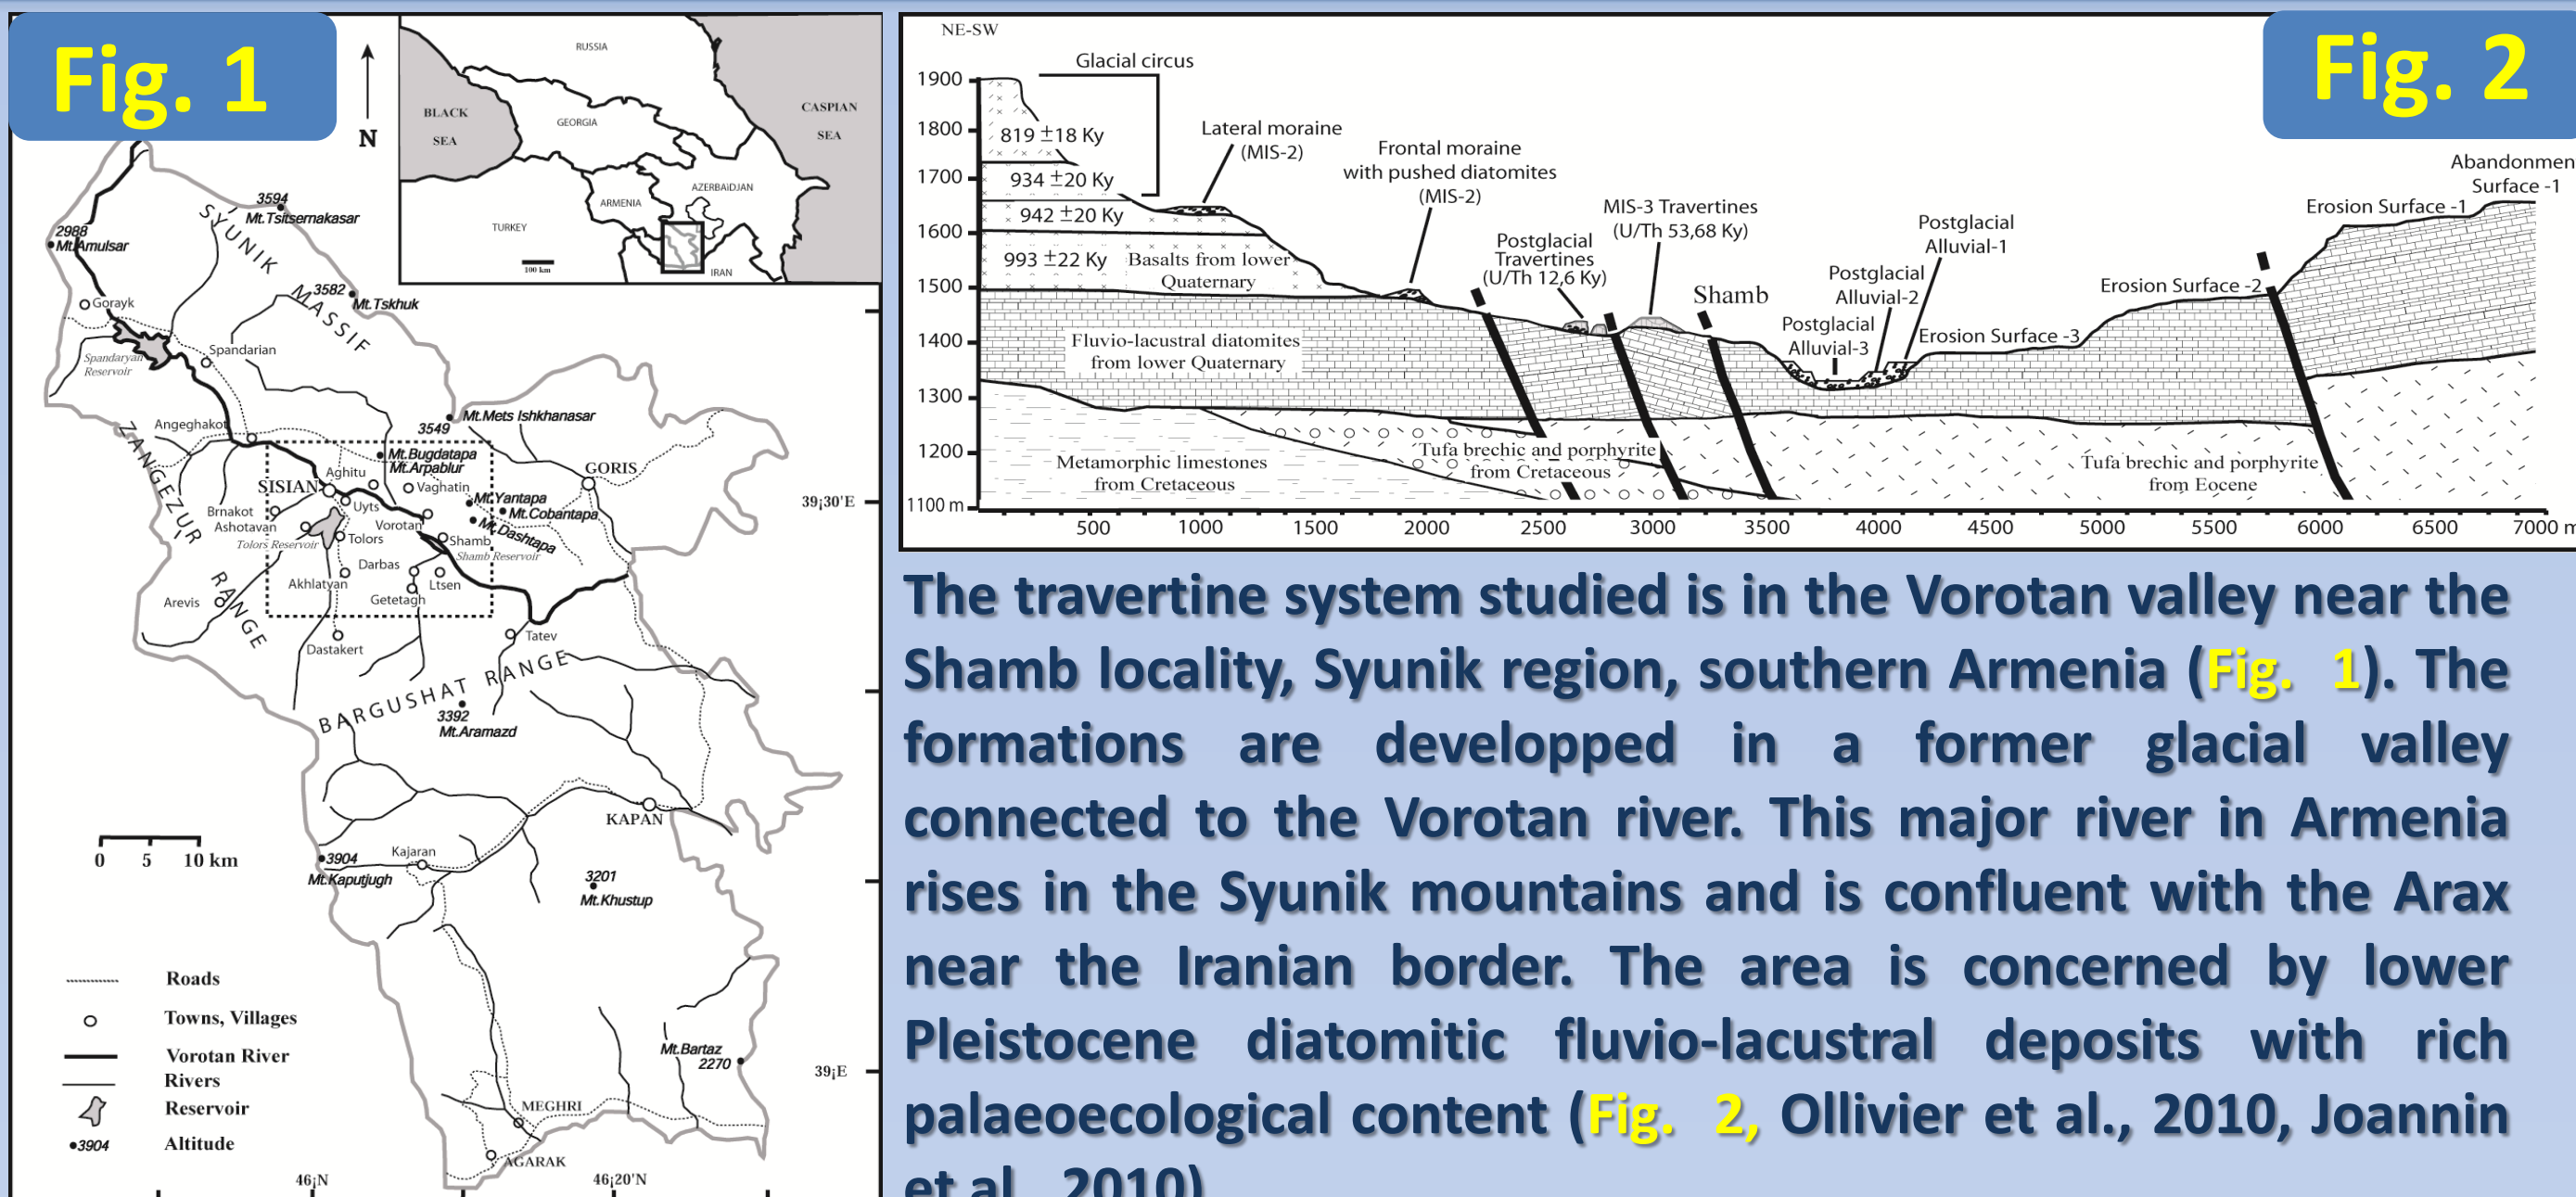 Fig. 1
N
RUSSIA
BLACK
SEA
GEORGIA
CASPIAN
SEA
AZERBAïDJAN
ARMENIA
TURKEY
IRAN
100 km
3594
Mt.Tsitsernakasar
SYUNIK MASSIF
2988
Mt.Amulsar
3582
Mt.Tskhuk
Gorayk
Spandaryan
Reservoir
Spandarian
Mt.Mets Ishkhanasar
3549
Angeghakot
ZANGEZUR RANGE
Mt.Bugdatapa
Mt.Arpablur
Aghitu
GORIS
SISIAN
Vaghatin
Mt.Yantapa
39¡30'E
Brnakot
Uyts
Mt.Cobantapa
Ashotavan
Vorotan
Mt.Dashtapa
Tolors Reservoir
Tolors
Shamb
Shamb Reservoir
Darbas
Akhlatyan
Ltsen
Arevis
Getetagh
Tatev
Dastakert
BARGUSHAT RANGE
3392
Mt.Aramazd
KAPAN
0 5 10 km
3904
Kajaran
Mt.Kaputjugh
3201
Mt.Khustup
Roads
Towns, Villages
Vorotan River
Rivers
Reservoir
3904 Altitude
Mt.Bartaz
2270
39¡E
MEGHRI
AGARAK
46¡N
46¡20'N
Fig. 2
NE-SW
Glacial circus
1900
1800
1700
1600
1500
1400
1300
1200
1100 m
819 ±18 Ky
934 ±20 Ky
942 ±20 Ky
993 ±22 Ky
Basalts from lower
Quaternary
Lateral moraine
(MIS-2)
Frontal moraine
with pushed diatomites
(MIS-2)
Postglacial
Travertines
(U/Th 12,6 Ky)
MIS-3 Travertines
(U/Th 53,68 Ky)
Shamb
Postglacial
Alluvial-3
Postglacial
Alluvial-2
Postglacial
Alluvial-1
Erosion Surface -3
Erosion Surface -2
Erosion Surface -1
Abandonmen
Surface -1
Fluvio-lacustral diatomites
from lower Quaternary
Metamorphic limestones
from Cretaceous
Tufa brechic and porphyrite
from Cretaceous
Tufa brechic and porphyrite
from Eocene
500 1000 1500 2000 2500 3000 3500 4000 4500 5000 5500 6000 6500 7000 m
The travertine system studied is in the Vorotan valley near the
Shamb locality, Syunik region, southern Armenia (Fig. 1). The
formations are developped in a former glacial valley
connected to the Vorotan river. This major river in Armenia
rises in the Syunik mountains and is confluent with the Arax
near the Iranian border. The area is concerned by lower
Pleistocene diatomitic fluvio-lacustral deposits with rich
palaeoecological content (Fig. 2, Ollivier et al., 2010, Joannin
et al., 2010)